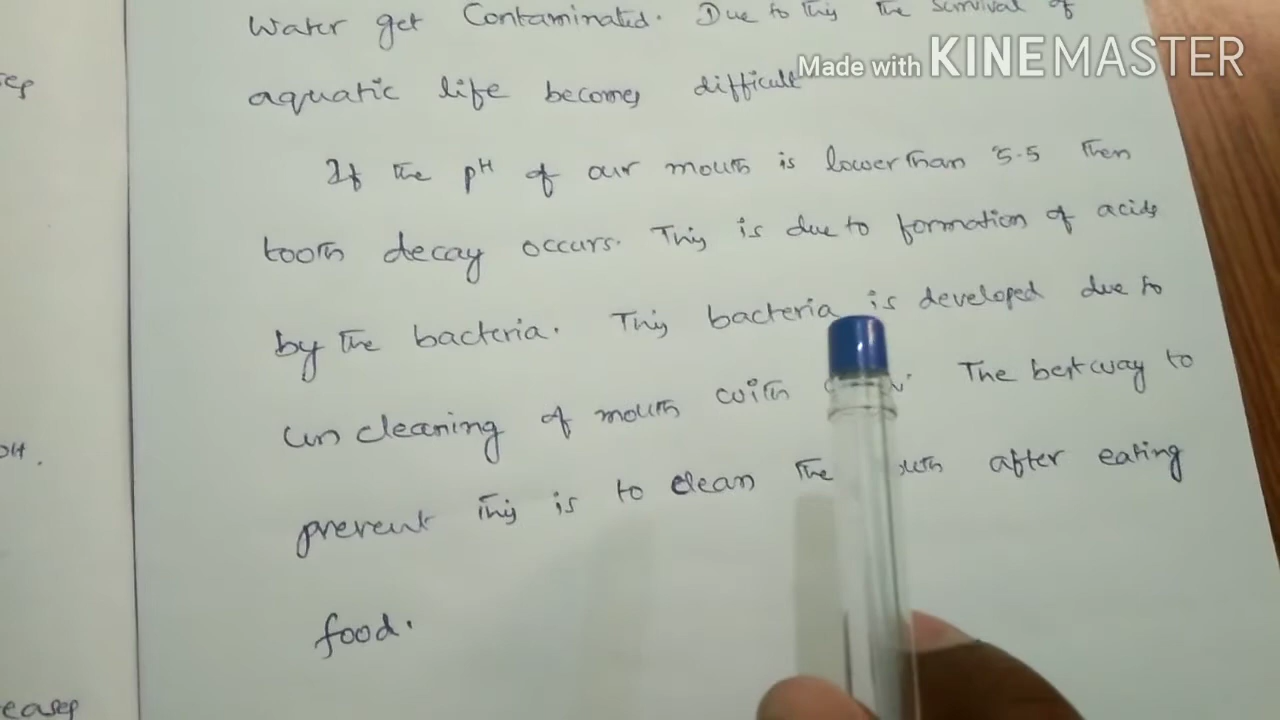 Water get Contaminated. Due to this the survival of
Made with KINEMASTER
aquatic life becomes difficult
If the pH of our mouth is lower than 5.5 then
tooth decay occurs. This is due to formation of acids
by the bacteria. This bacteria is developed due to
un cleaning of mouth with The best way to
prevent this is to clean the after eating
food.